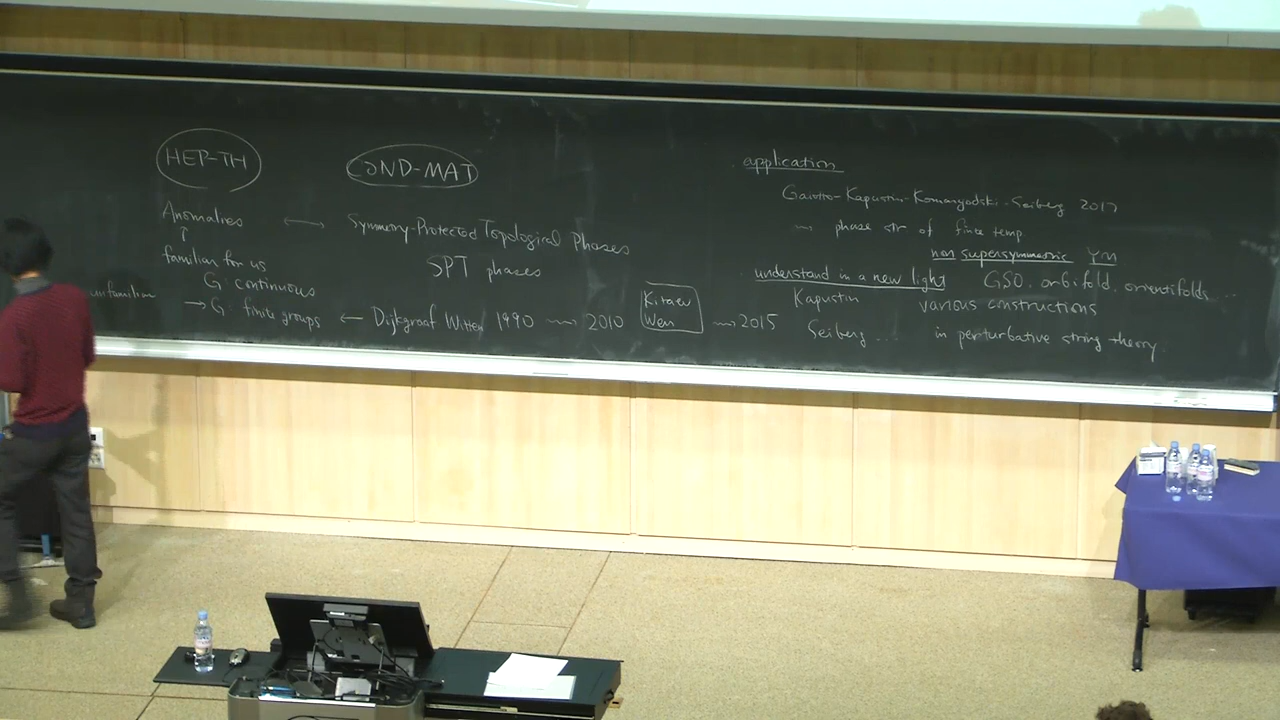 HEP-TH
COND-MAT
Anomalies ⟷ Symmetry-Protected Topological Phases
↑
familiar for us
SPT phases
G continuous
unfamiliar → G finite groups ← Dijkgraaf Witten 1990 ⟿ 2010 Kitaev Wen ⟿ 2015
application
Gaiotto-Kapustin-Komargodski-Seiberg 2017
⟿ phase str of finite temp
non supersymmetric YM
understand in a new light GSO, orbifold, orientifolds...
Kapustin various constructions
Seiberg ... in perturbative string theory.